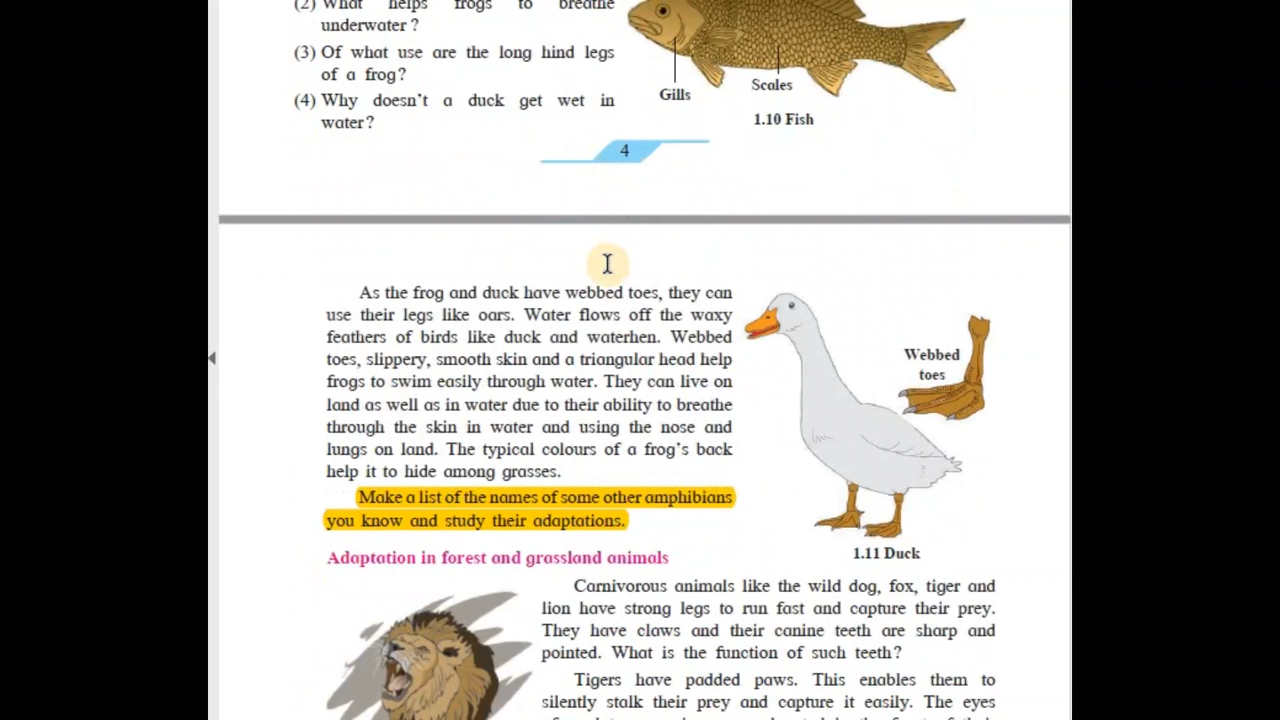 (2) What helps frogs to breathe
underwater ?
(3) Of what use are the long hind legs
of a frog?
(4) Why doesn't a duck get wet in
water?
Gills
Scales
1.10 Fish
4
As the frog and duck have webbed toes, they can
use their legs like oars. Water flows off the waxy
feathers of birds like duck and waterhen. Webbed
toes, slippery, smooth skin and a triangular head help
frogs to swim easily through water. They can live on
land as well as in water due to their ability to breathe
through the skin in water and using the nose and
lungs on land. The typical colours of a frog's back
help it to hide among grasses.
Make a list of the names of some other amphibians
you know and study their adaptations.
Webbed
toes
1.11 Duck
Adaptation in forest and grassland animals
Carnivorous animals like the wild dog, fox, tiger and
lion have strong legs to run fast and capture their prey.
They have claws and their canine teeth are sharp and
pointed. What is the function of such teeth?
Tigers have padded paws. This enables them to
silently stalk their prey and capture it easily. The eyes